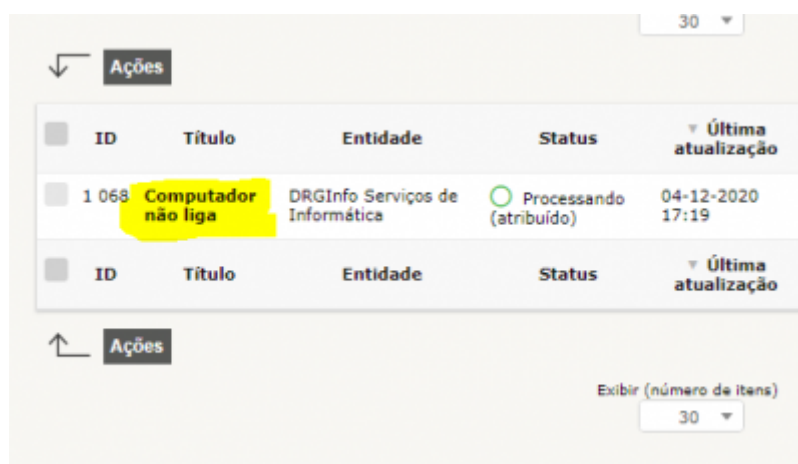 30
Ações
ID Título Entidade Status Última atualização
1 068 Computador não liga DRGInfo Serviços de Informática Processando (atribuído) 04-12-2020 17:19
ID Título Entidade Status Última atualização
Ações
Exibir (número de itens)
30